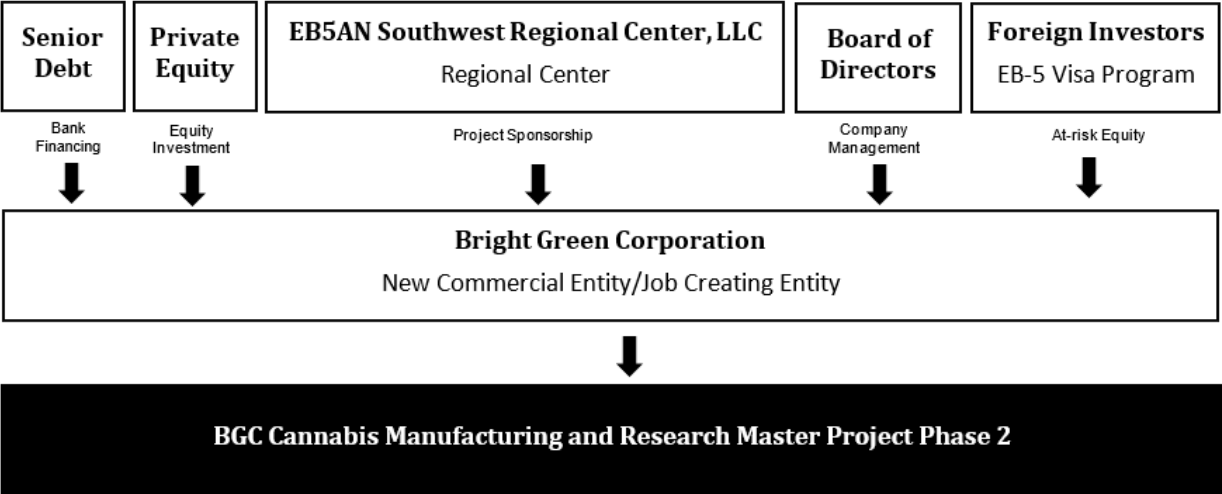 Senior
Debt
Private
Equity
EB5AN Southwest Regional Center, LLC
Regional Center
Board of
Directors
Foreign Investors
EB-5 Visa Program
Bank
Financing
Equity
Investment
Project Sponsorship
Company
Management
At-risk Equity
Bright Green Corporation
New Commercial Entity/Job Creating Entity
BGC Cannabis Manufacturing and Research Master Project Phase 2